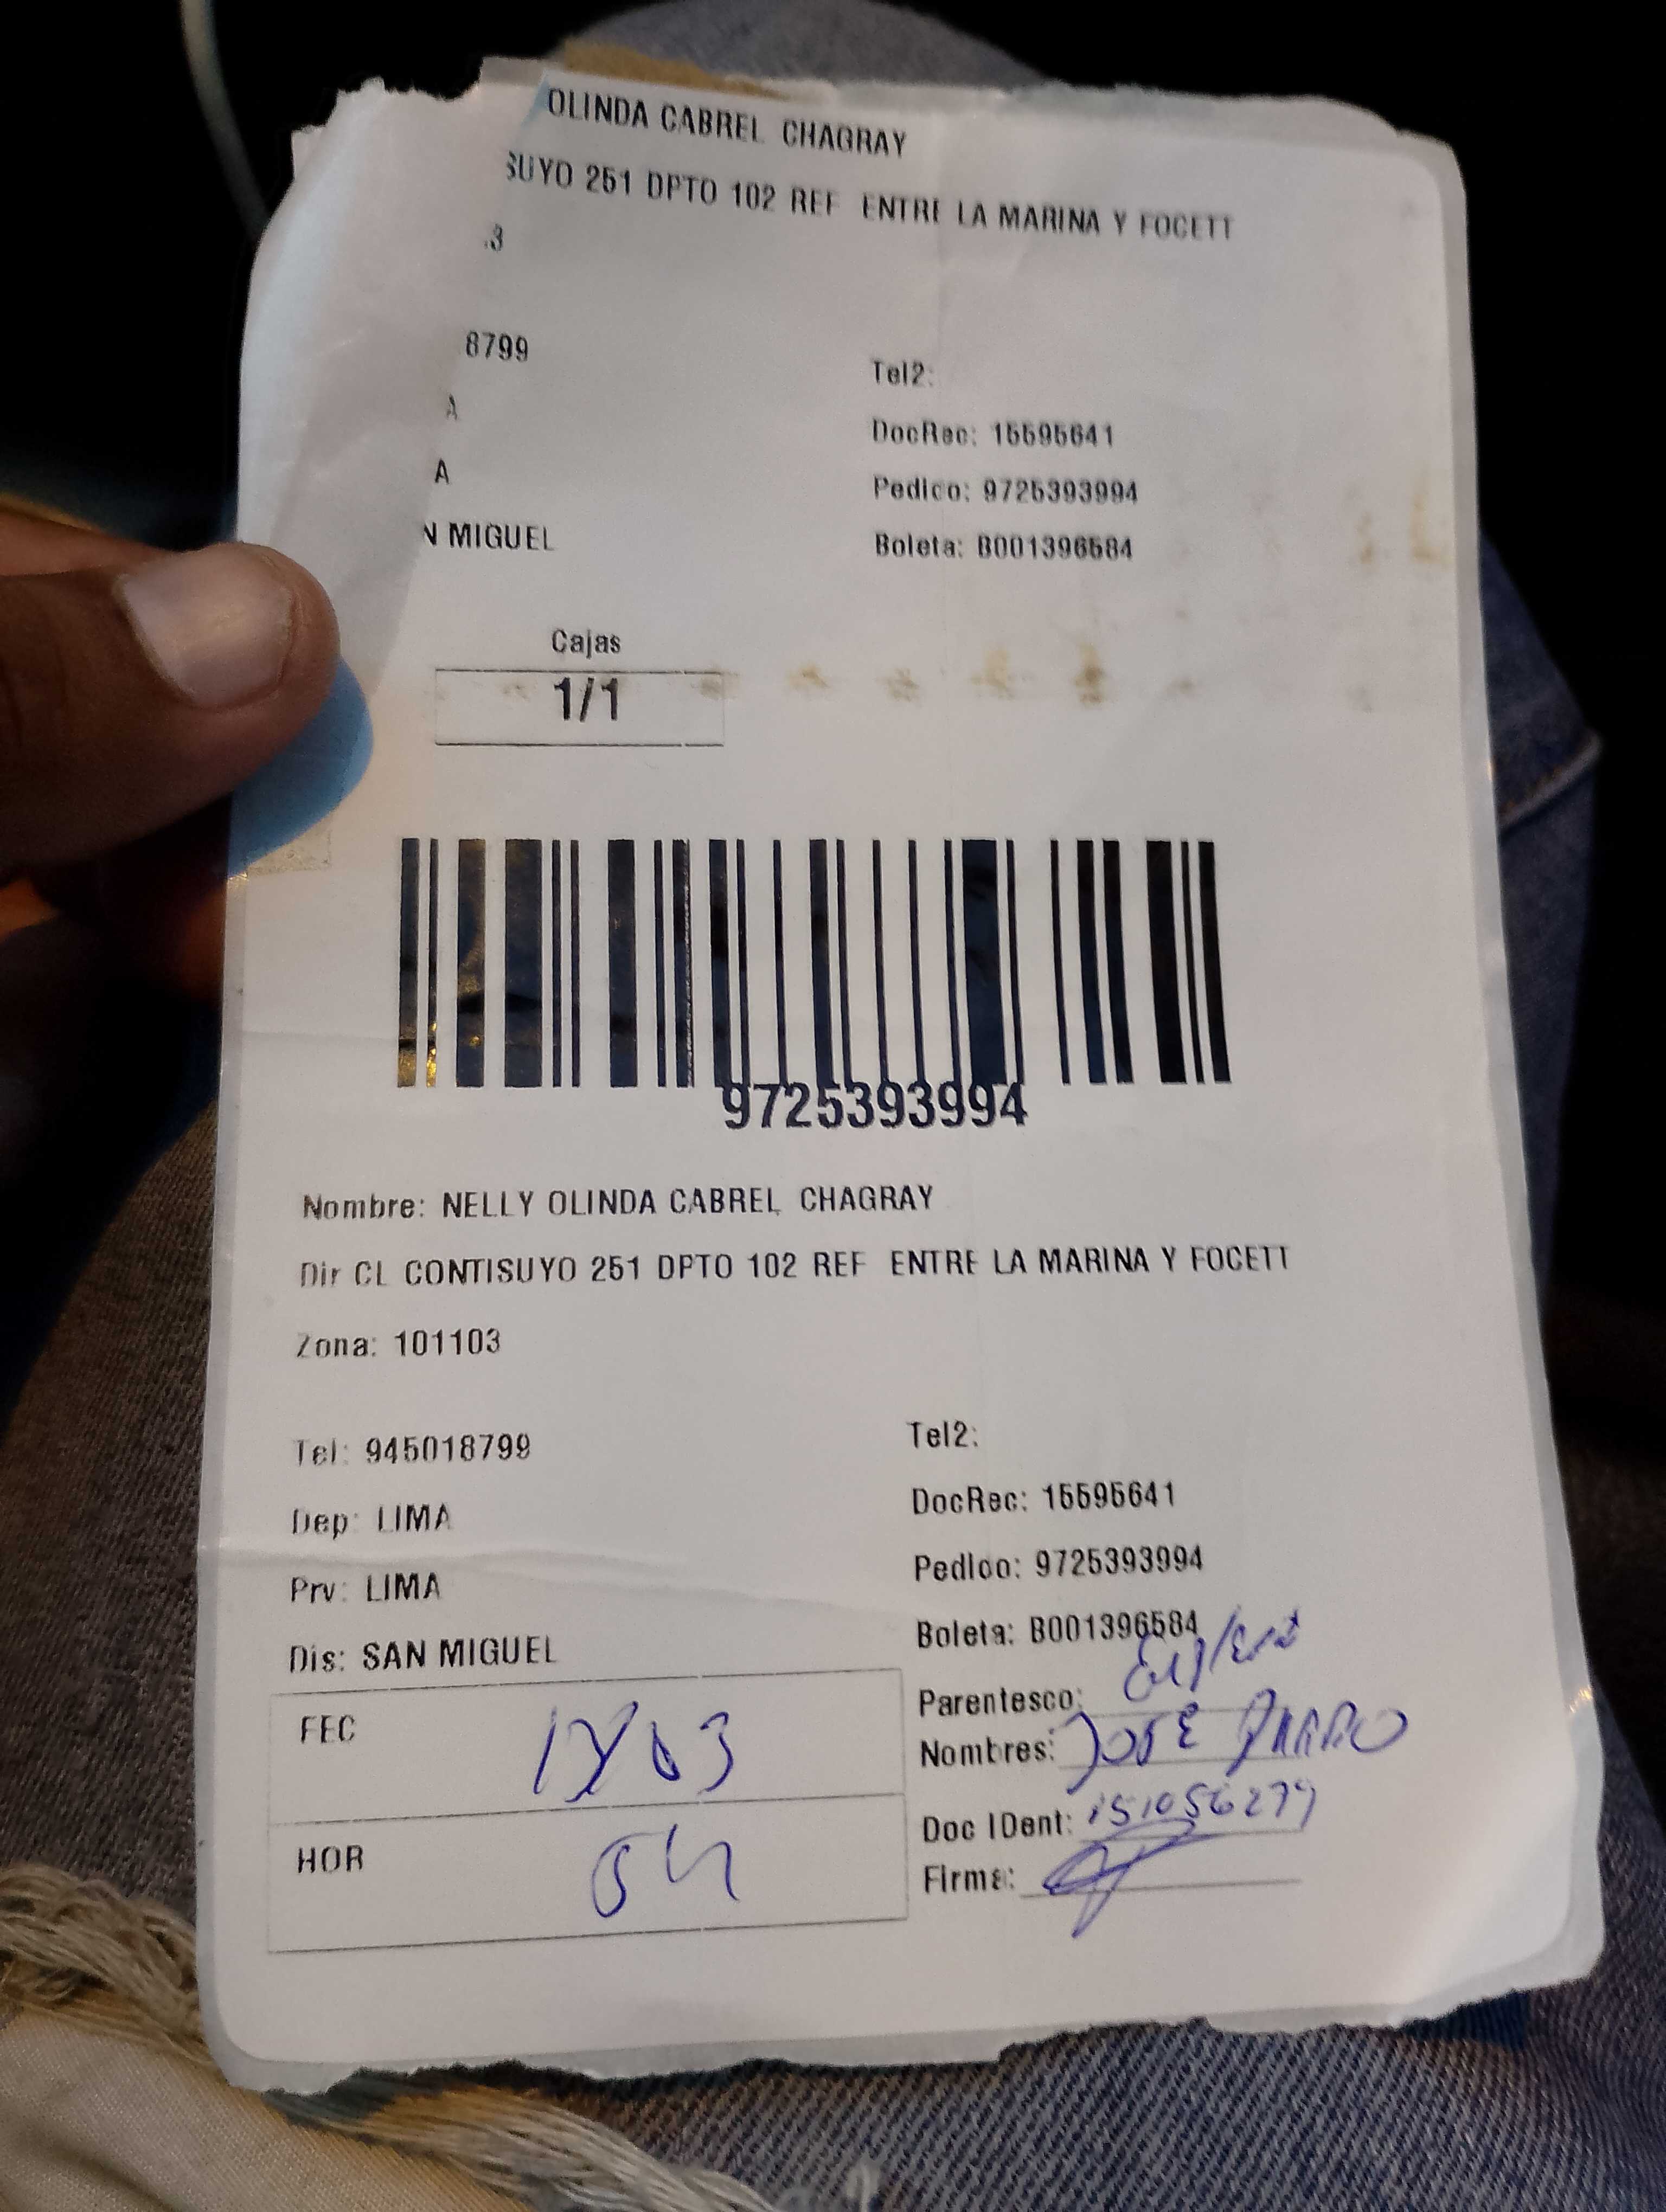 OLINDA CABREL CHAGRAY
SUYO 251 DPTO 102 REF ENTRE LA MARINA Y FOCETT
3
8799
Tel2:
A
DocRec: 15595641
A
Pedido: 9725393994
N MIGUEL
Boleta: B001396584
Cajas
1/1
9725393994
Nombre: NELLY OLINDA CABREL CHAGRAY
Dir CL CONTISUYO 251 DPTO 102 REF ENTRE LA MARINA Y FOCETT
Zona: 101103
Tel: 945018799
Tel2:
Dep: LIMA
DocRec: 15595641
Prv: LIMA
Pedido: 9725393994
Dis: SAN MIGUEL
Boleta: B001396584
FEC
Parentesco:
Nombres: JOSE
HOR
Doc IDent:
Firma: